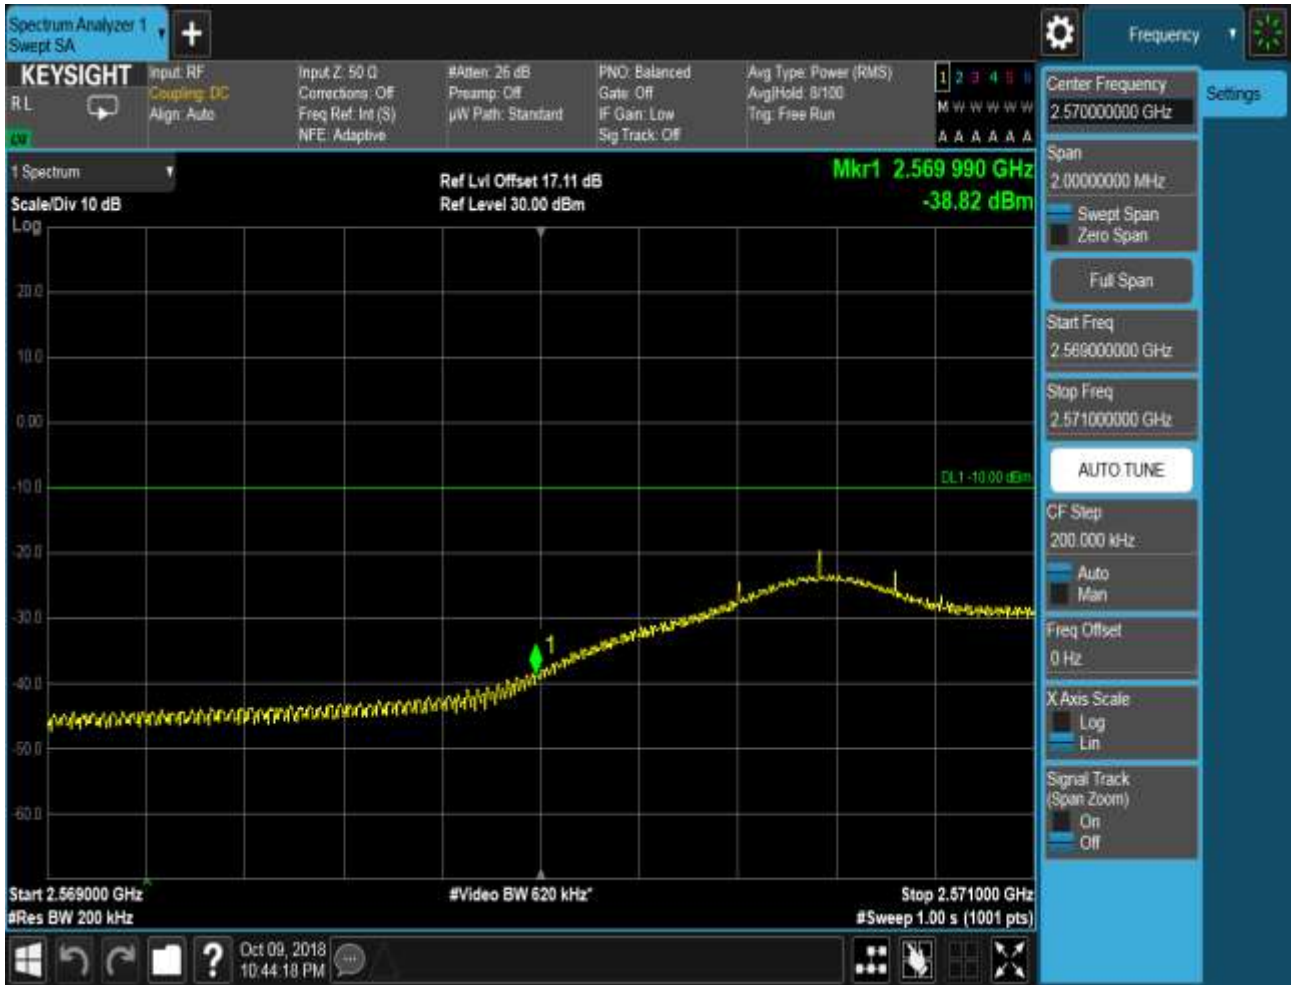 Spectrum Analyzer 1
Swept SA
+
Frequency
KEYSIGHT
RL
Input: RF
Coupling: DC
Align: Auto
Input Z: 50 Ω
Corrections: Off
Freq Ref: Int (S)
NFE: Adaptive
#Atten: 26 dB
Preamp: Off
µW Path: Standard
PNO: Balanced
Gate: Off
IF Gain: Low
Sig Track: Off
Avg Type: Power (RMS)
Avg|Hold: 8/100
Trig: Free Run
1 2 3 4 5 6
M W W W W W
A A A A A A
1 Spectrum
Scale/Div 10 dB
Log
Ref Lvl Offset 17.11 dB
Ref Level 30.00 dBm
Mkr1 2.569 990 GHz
-38.82 dBm
20.0
10.0
0.00
-10.0
-20.0
-30.0
-40.0
-50.0
-60.0
DL1 -10.00 dBm
1
Start 2.569000 GHz
#Res BW 200 kHz
#Video BW 620 kHz*
Stop 2.571000 GHz
#Sweep 1.00 s (1001 pts)
Center Frequency
2.570000000 GHz
Settings
Span
2.00000000 MHz
Swept Span
Zero Span
Full Span
Start Freq
2.569000000 GHz
Stop Freq
2.571000000 GHz
AUTO TUNE
CF Step
200.000 kHz
Auto
Man
Freq Offset
0 Hz
X Axis Scale
Log
Lin
Signal Track
(Span Zoom)
On
Off
?
Oct 09, 2018
10:44:18 PM